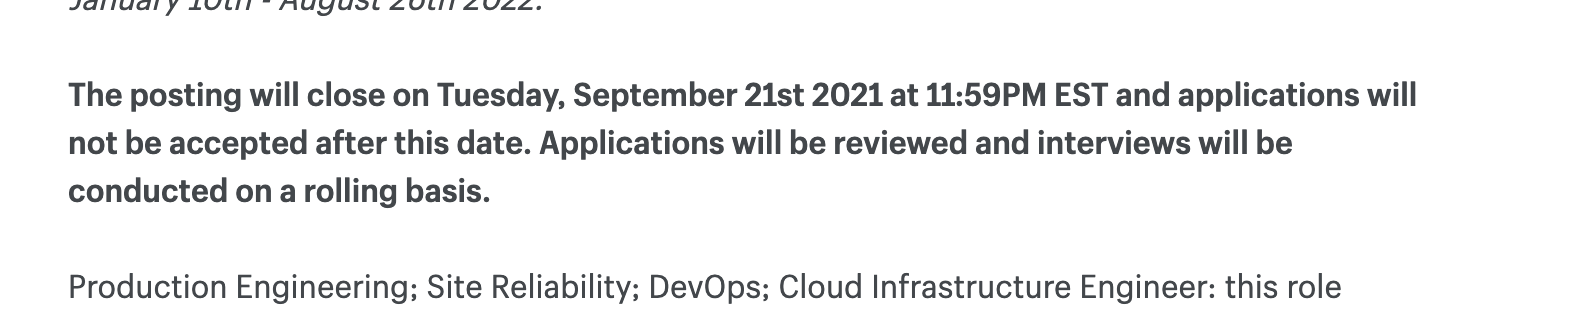 January 10th - August 26th 2022.
The posting will close on Tuesday, September 21st 2021 at 11:59PM EST and applications will
not be accepted after this date. Applications will be reviewed and interviews will be
conducted on a rolling basis.
Production Engineering; Site Reliability; DevOps; Cloud Infrastructure Engineer: this role